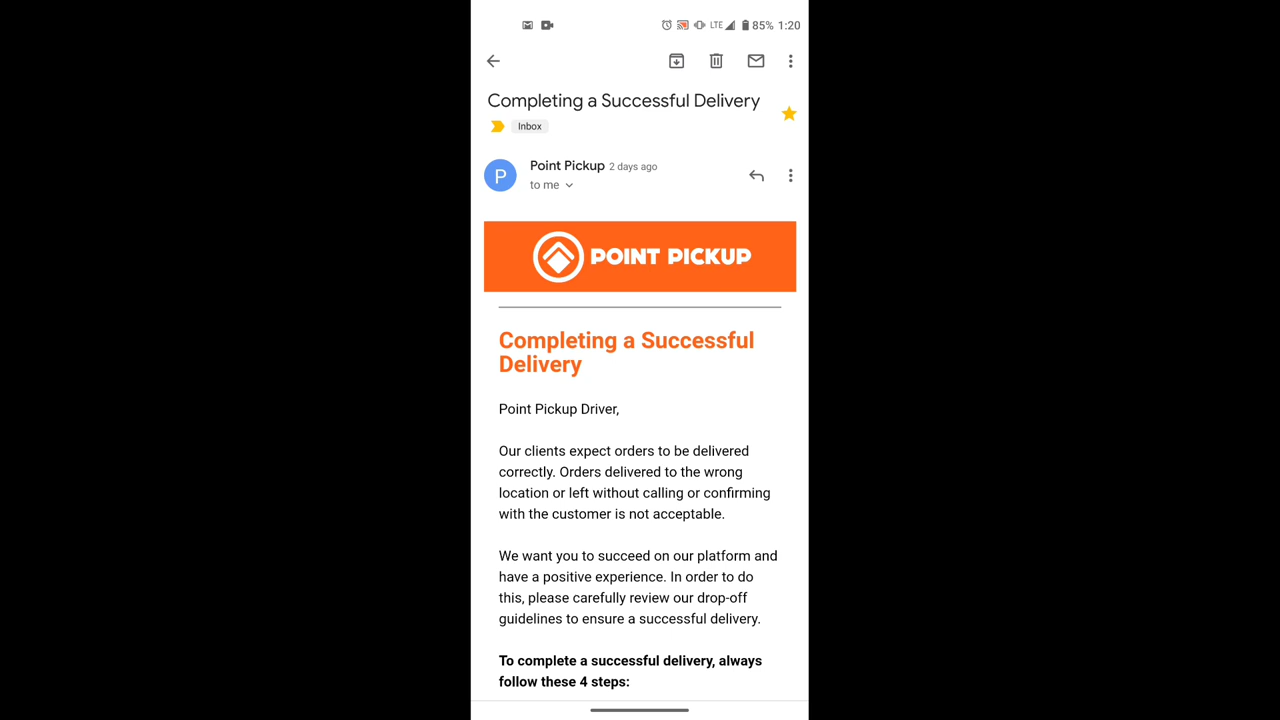 LTE 85% 1:20
Completing a Successful Delivery
Inbox
P
Point Pickup 2 days ago
to me
POINT PICKUP
Completing a Successful
Delivery
Point Pickup Driver,
Our clients expect orders to be delivered
correctly. Orders delivered to the wrong
location or left without calling or confirming
with the customer is not acceptable.
We want you to succeed on our platform and
have a positive experience. In order to do
this, please carefully review our drop-off
guidelines to ensure a successful delivery.
To complete a successful delivery, always
follow these 4 steps: